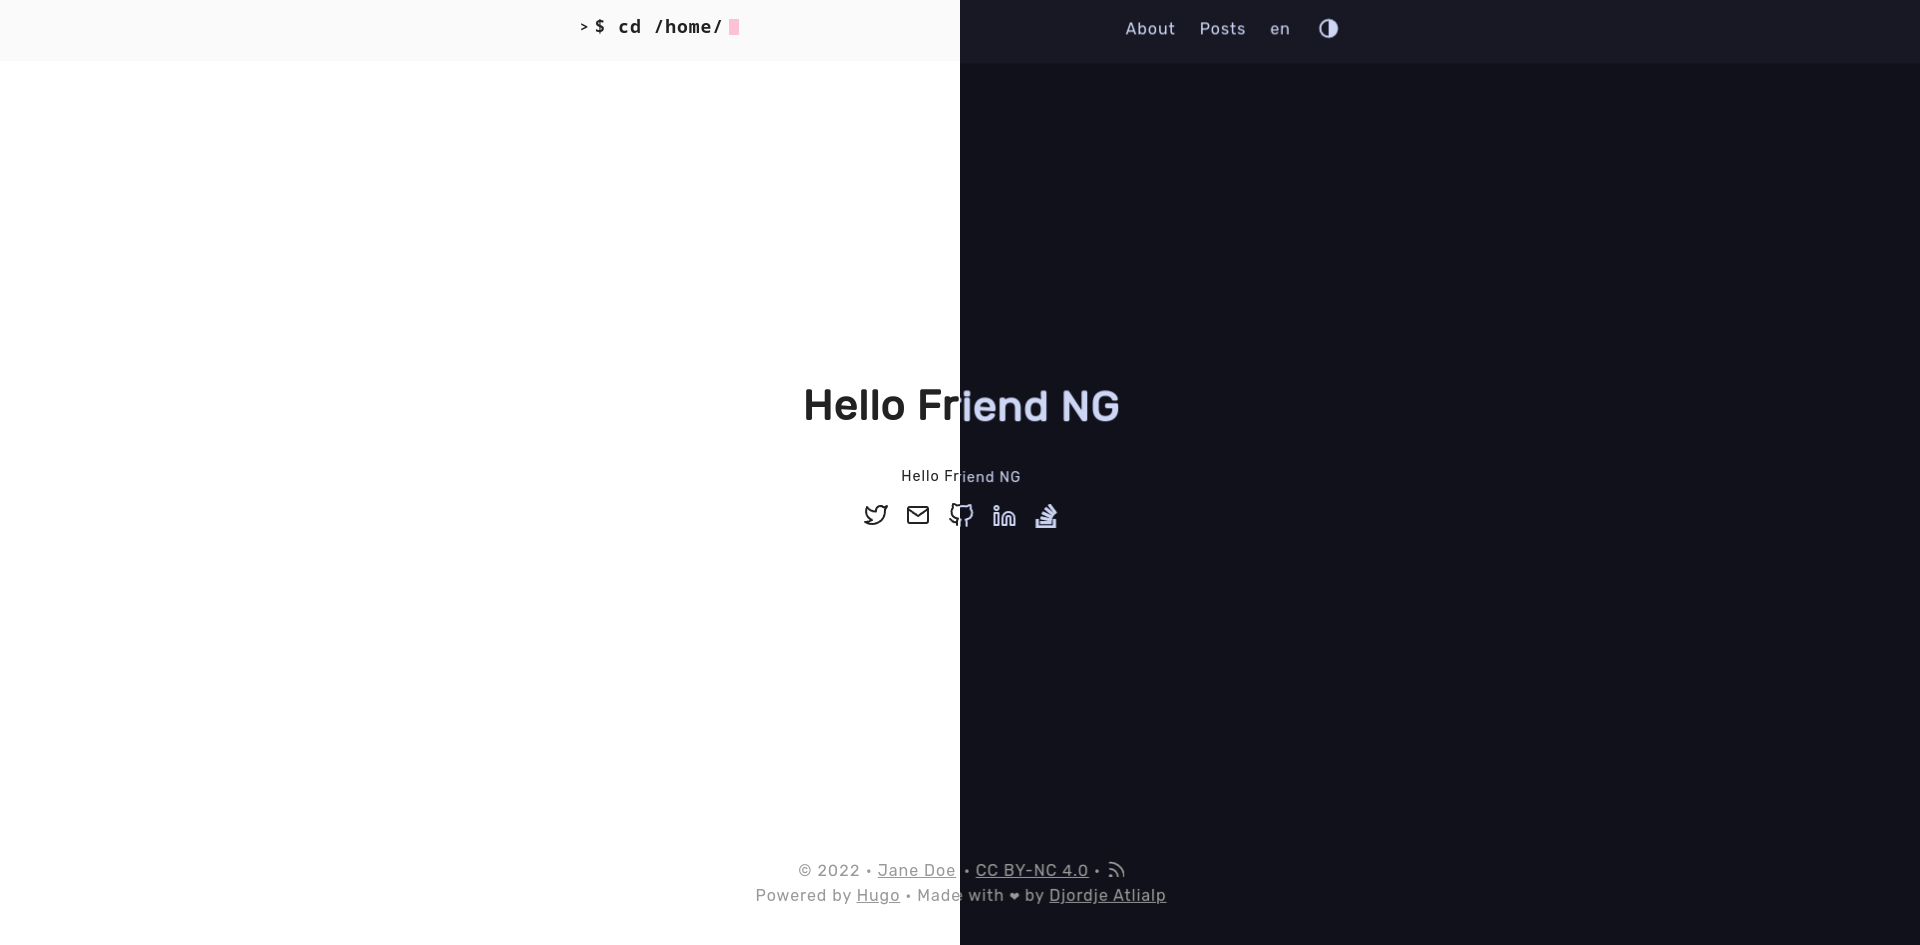 > $ cd /home/
About Posts en
Hello Friend NG
Hello Friend NG
© 2022 • Jane Doe • CC BY-NC 4.0 •
Powered by Hugo • Made with ❤ by Djordje Atlialp